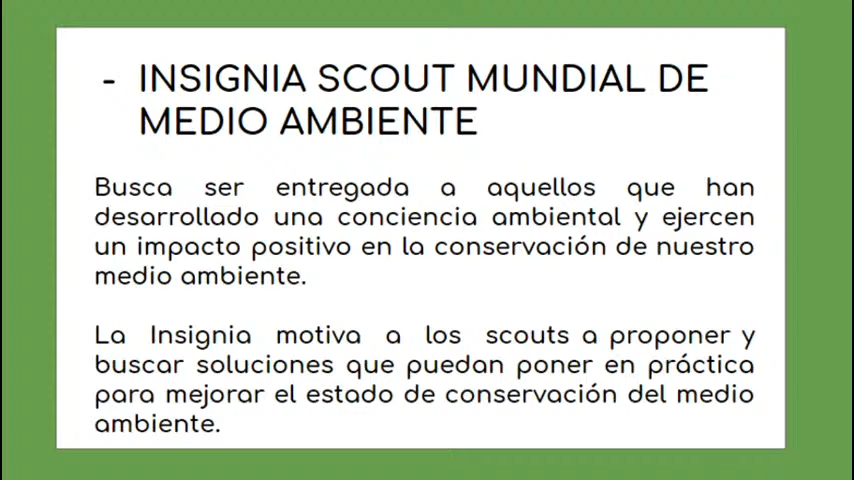 - INSIGNIA SCOUT MUNDIAL DE
MEDIO AMBIENTE
Busca ser entregada a aquellos que han
desarrollado una conciencia ambiental y ejercen
un impacto positivo en la conservación de nuestro
medio ambiente.
La Insignia motiva a los scouts a proponer y
buscar soluciones que puedan poner en práctica
para mejorar el estado de conservación del medio
ambiente.